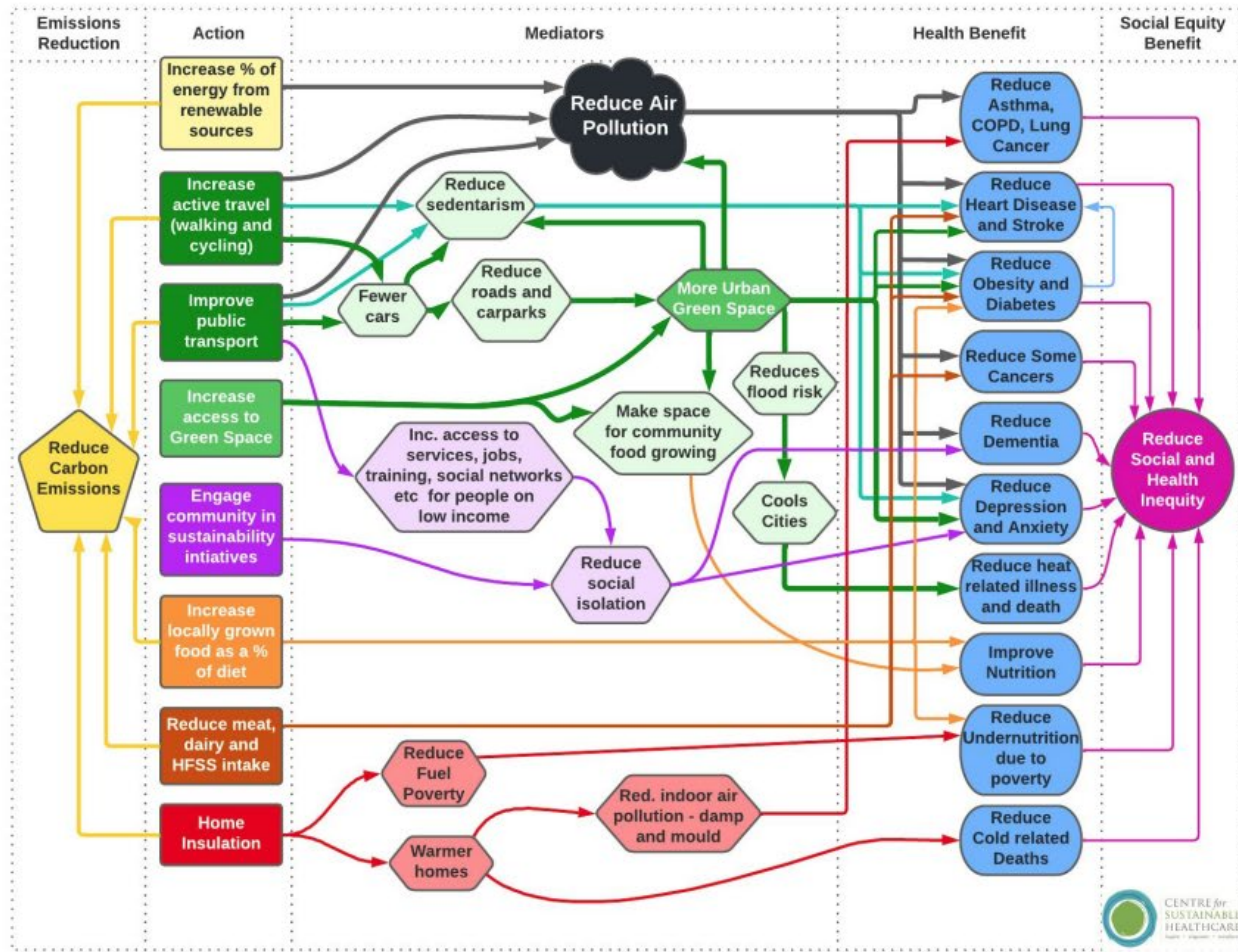 Emissions
Reduction
Action
Mediators
Health Benefit
Social Equity
Benefit
Increase % of
energy from
renewable
sources
Reduce Air
Pollution
Reduce
Asthma,
COPD, Lung
Cancer
Increase
active travel
(walking and
cycling)
Reduce
sedentarism
Reduce
Heart Disease
and Stroke
Improve
public
transport
Fewer
cars
Reduce
roads and
carparks
More Urban
Green Space
Reduce
Obesity and
Diabetes
Reduces
flood risk
Reduce Some
Cancers
Increase
access to
Green Space
Make space
for community
food growing
Reduce
Dementia
Reduce
Carbon
Emissions
Inc. access to
services, jobs,
training, social networks
etc for people on
low income
Reduce
Social and
Health
Inequity
Engage
community in
sustainability
intiatives
Cools
Cities
Reduce
Depression
and Anxiety
Reduce
social
isolation
Reduce heat
related illness
and death
Increase
locally grown
food as a %
of diet
Improve
Nutrition
Reduce meat,
dairy and
HFSS intake
Reduce
Fuel
Poverty
Reduce
Undernutrition
due to
poverty
Home
Insulation
Warmer
homes
Red. indoor air
pollution - damp
and mould
Reduce
Cold related
Deaths
CENTRE for
SUSTAINABLE
HEALTHCARE